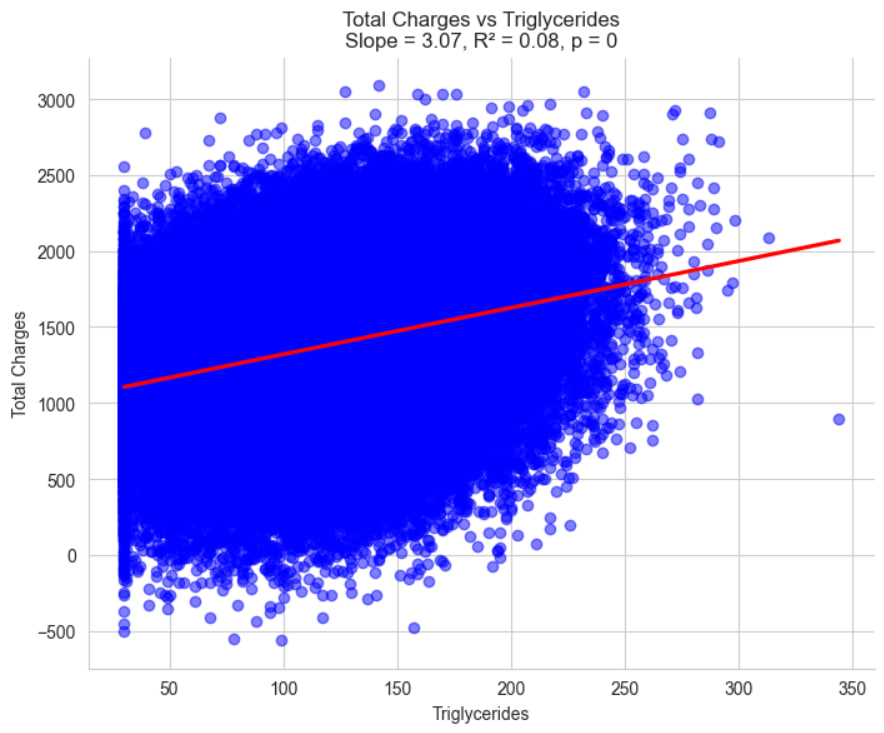 Total Charges vs Triglycerides
Slope = 3.07, R² = 0.08, p = 0
3000
2500
2000
1500
1000
500
0
−500
Total Charges
50 100 150 200 250 300 350
Triglycerides